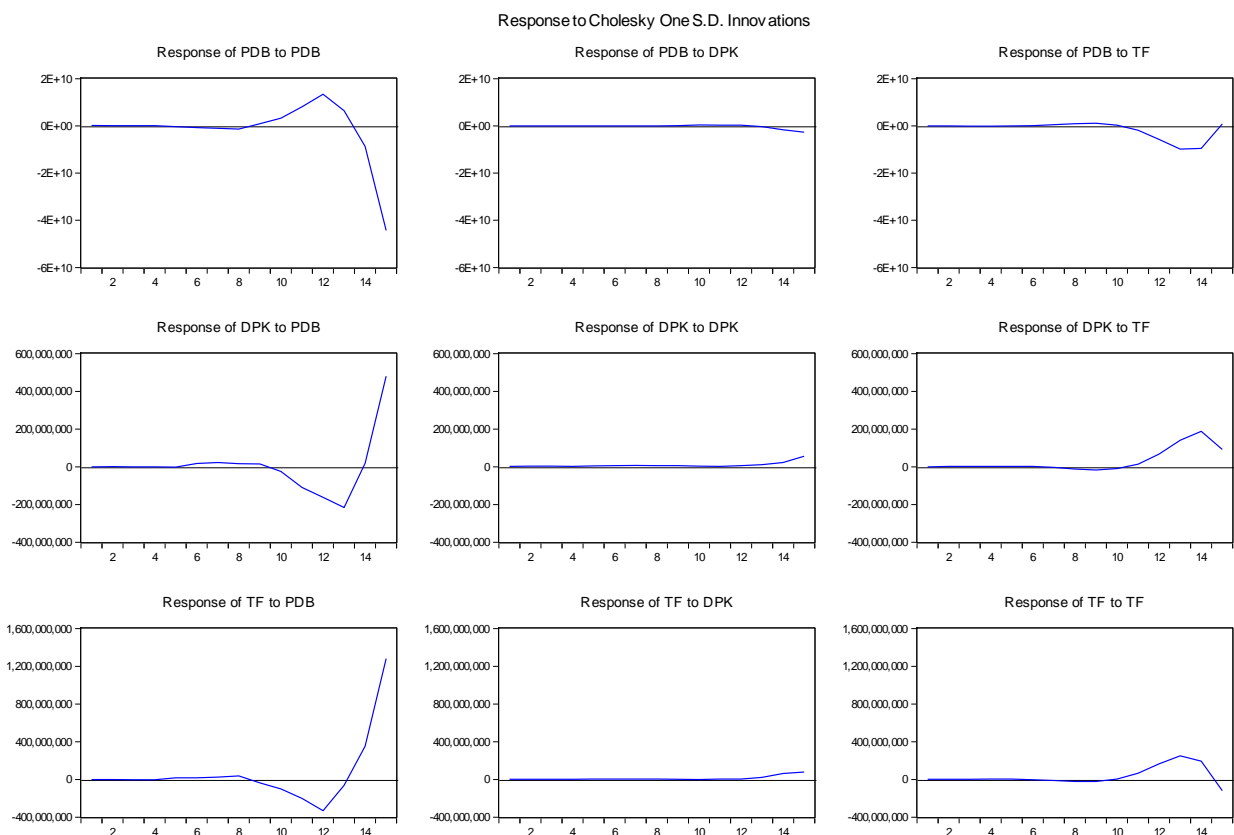 Response to Cholesky One S.D. Innovations
Response of PDB to PDB
2E+10
0E+00
-2E+10
-4E+10
-6E+10
2 4 6 8 10 12 14
Response of PDB to DPK
2E+10
0E+00
-2E+10
-4E+10
-6E+10
2 4 6 8 10 12 14
Response of PDB to TF
2E+10
0E+00
-2E+10
-4E+10
-6E+10
2 4 6 8 10 12 14
Response of DPK to PDB
600,000,000
400,000,000
200,000,000
0
-200,000,000
-400,000,000
2 4 6 8 10 12 14
Response of DPK to DPK
600,000,000
400,000,000
200,000,000
0
-200,000,000
-400,000,000
2 4 6 8 10 12 14
Response of DPK to TF
600,000,000
400,000,000
200,000,000
0
-200,000,000
-400,000,000
2 4 6 8 10 12 14
Response of TF to PDB
1,600,000,000
1,200,000,000
800,000,000
400,000,000
0
-400,000,000
2 4 6 8 10 12 14
Response of TF to DPK
1,600,000,000
1,200,000,000
800,000,000
400,000,000
0
-400,000,000
2 4 6 8 10 12 14
Response of TF to TF
1,600,000,000
1,200,000,000
800,000,000
400,000,000
0
-400,000,000
2 4 6 8 10 12 14